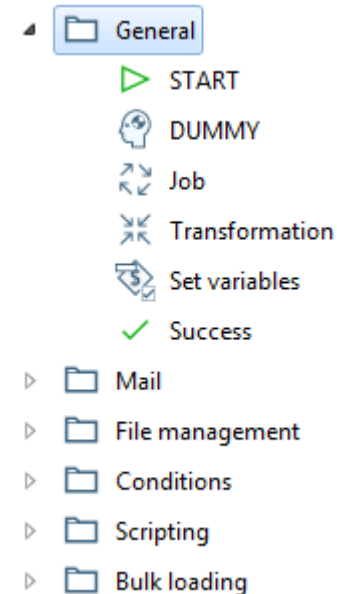 General
START
DUMMY
Job
Transformation
Set variables
Success
Mail
File management
Conditions
Scripting
Bulk loading